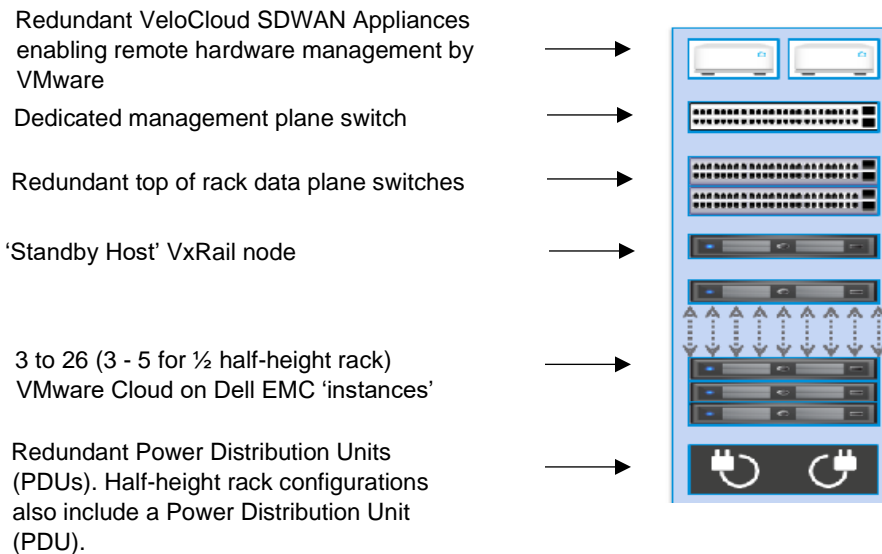 Redundant VeloCloud SDWAN Appliances
enabling remote hardware management by
VMware
Dedicated management plane switch
Redundant top of rack data plane switches
‘Standby Host’ VxRail node
3 to 26 (3 - 5 for ½ half-height rack)
VMware Cloud on Dell EMC ‘instances’
Redundant Power Distribution Units
(PDUs). Half-height rack configurations
also include a Power Distribution Unit
(PDU).